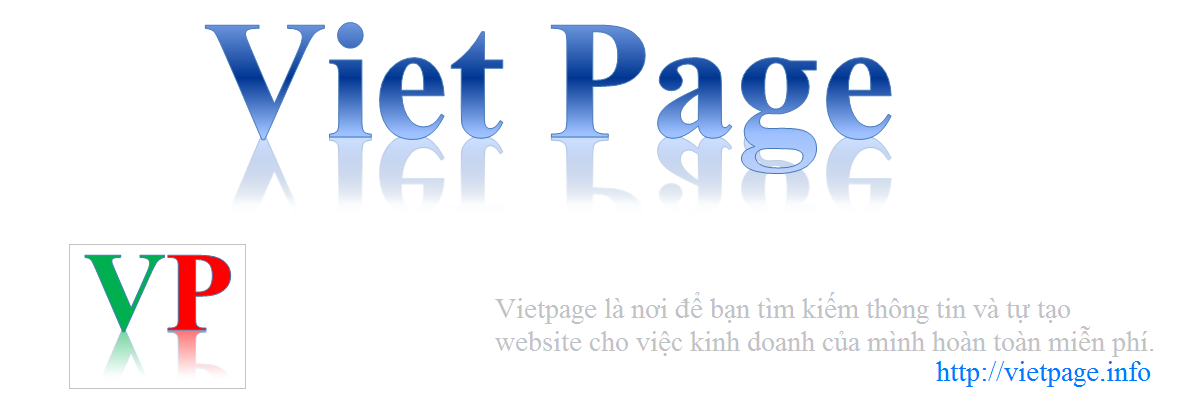 Viet Page
VP
Vietpage là nơi để bạn tìm kiếm thông tin và tự tạo
website cho việc kinh doanh của mình hoàn toàn miễn phí.
http://vietpage.info